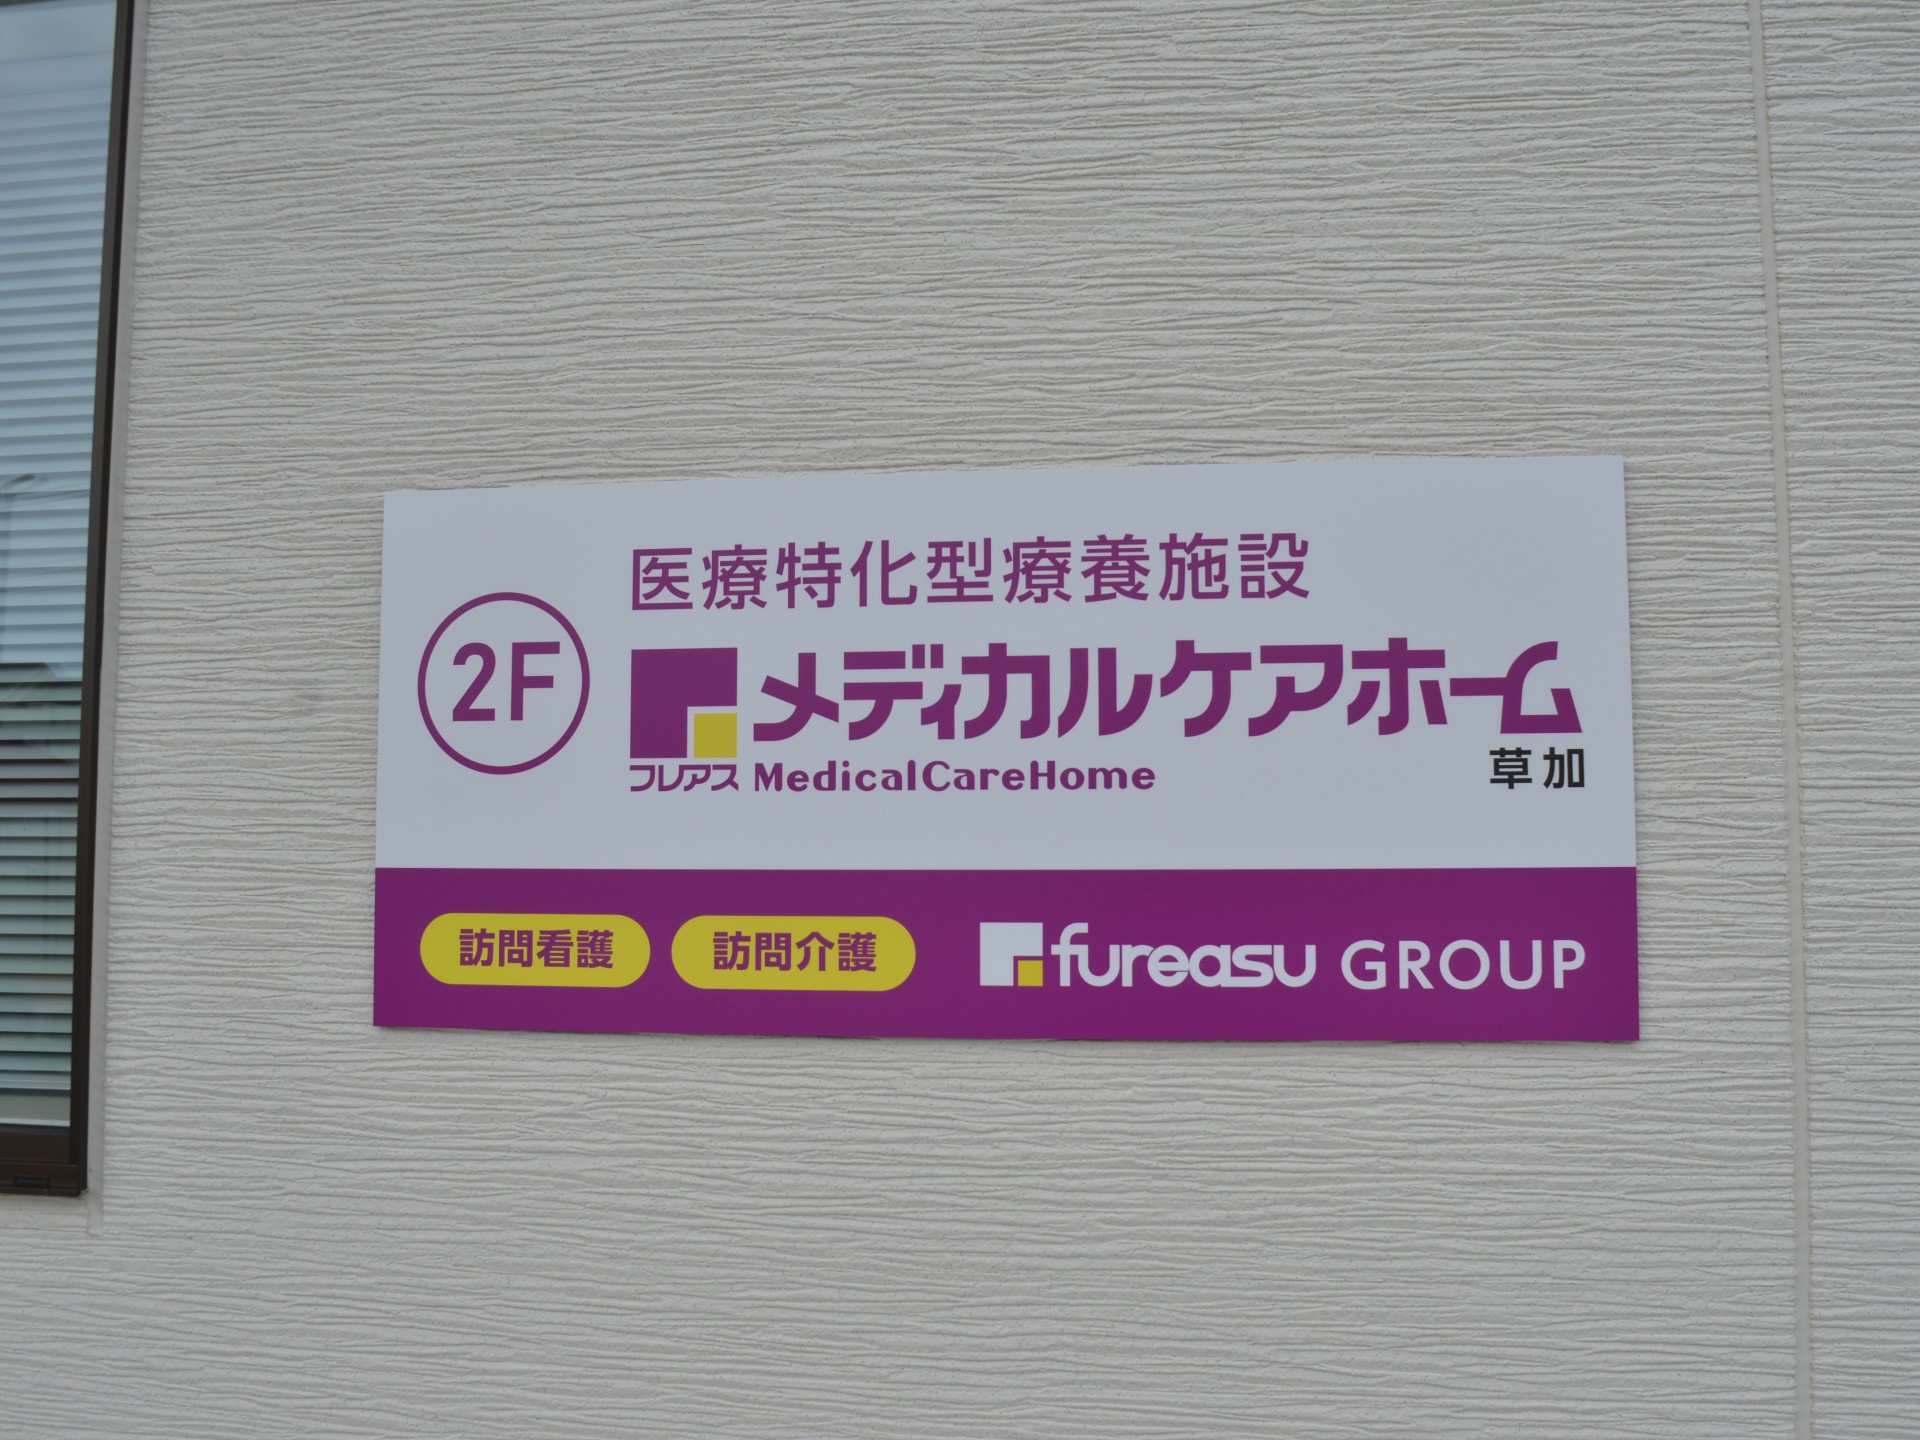 医療特化型療養施設
2F
メディカルケアホーム
フレアス MedicalCareHome
草加
訪問看護 訪問介護 fureasu GROUP